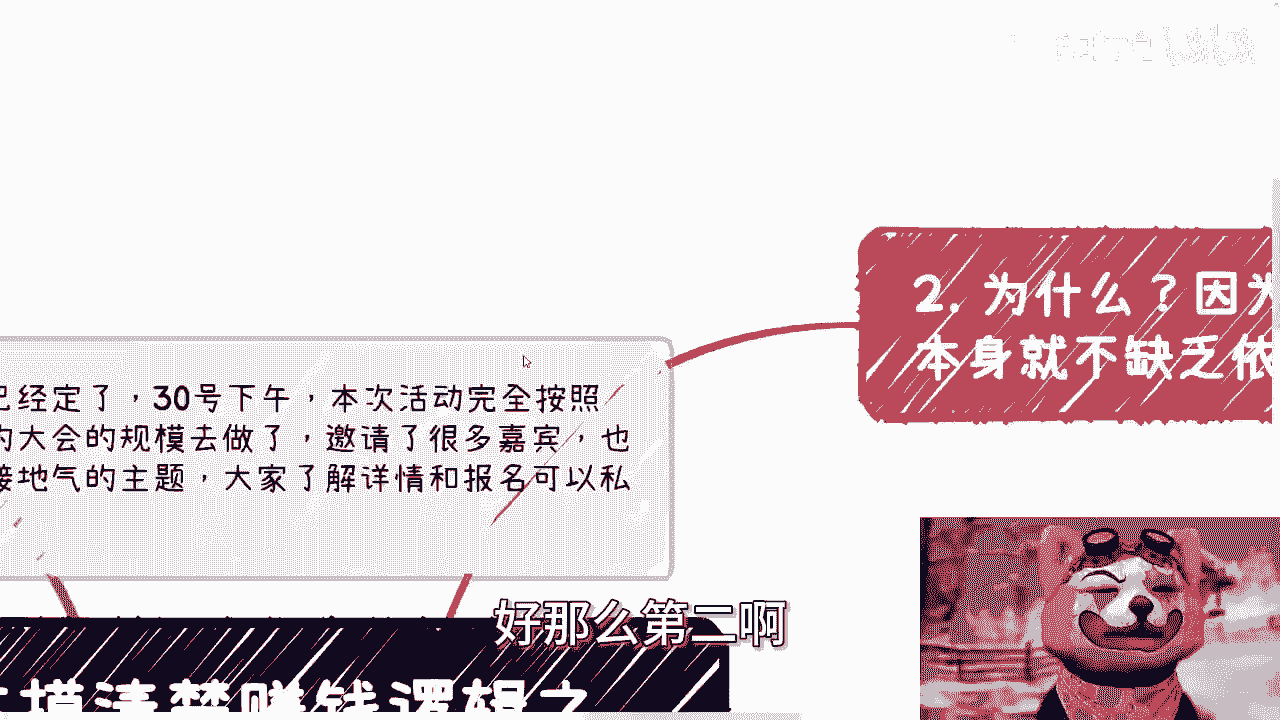 2. 为什么？因为
本身就不缺乏依
已经定了，30号下午，本次活动完全按照
的大会的规模去做了，邀请了很多嘉宾，也
接地气的主题，大家了解详情和报名可以私
好那么第二啊
摸清楚赚钱逻辑之